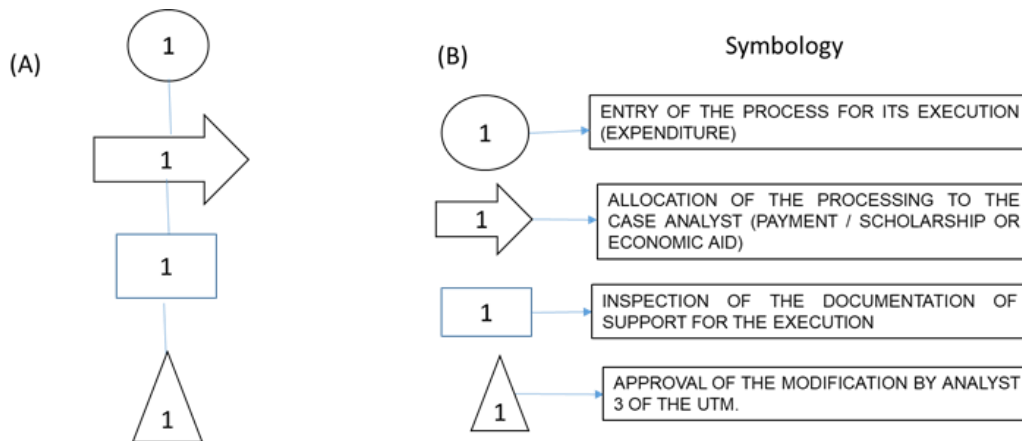 (A)
1
1
1
1
(B)
Symbology
1
ENTRY OF THE PROCESS FOR ITS EXECUTION
(EXPENDITURE)
1
ALLOCATION OF THE PROCESSING TO THE
CASE ANALYST (PAYMENT / SCHOLARSHIP OR
ECONOMIC AID)
1
INSPECTION OF THE DOCUMENTATION OF
SUPPORT FOR THE EXECUTION
1
APPROVAL OF THE MODIFICATION BY ANALYST
3 OF THE UTM.